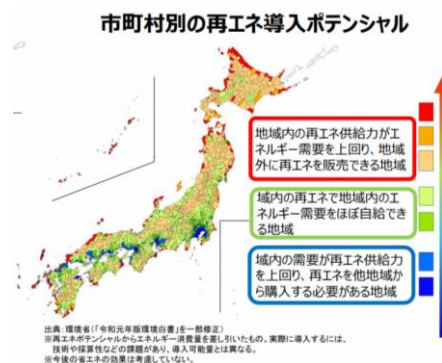 市町村別の再エネ導入ポテンシャル
地域内の再エネ供給力がエ
ネルギー需要を上回り、地域
外に再エネを販売できる地域
域内の再エネで地域内のエ
ネルギー需要をほぼ自給でき
る地域
域内の需要が再エネ供給力
を上回り、再エネを他地域か
ら購入する必要がある地域
出典:環境省(「令和元年版環境白書」を一部修正)
※再エネポテンシャルからエネルギー消費量を差し引いたもの。実際に導入するには、
技術や採算性などの課題があり、導入可能量とは異なる。
※今後の省エネの効果は考慮していない。